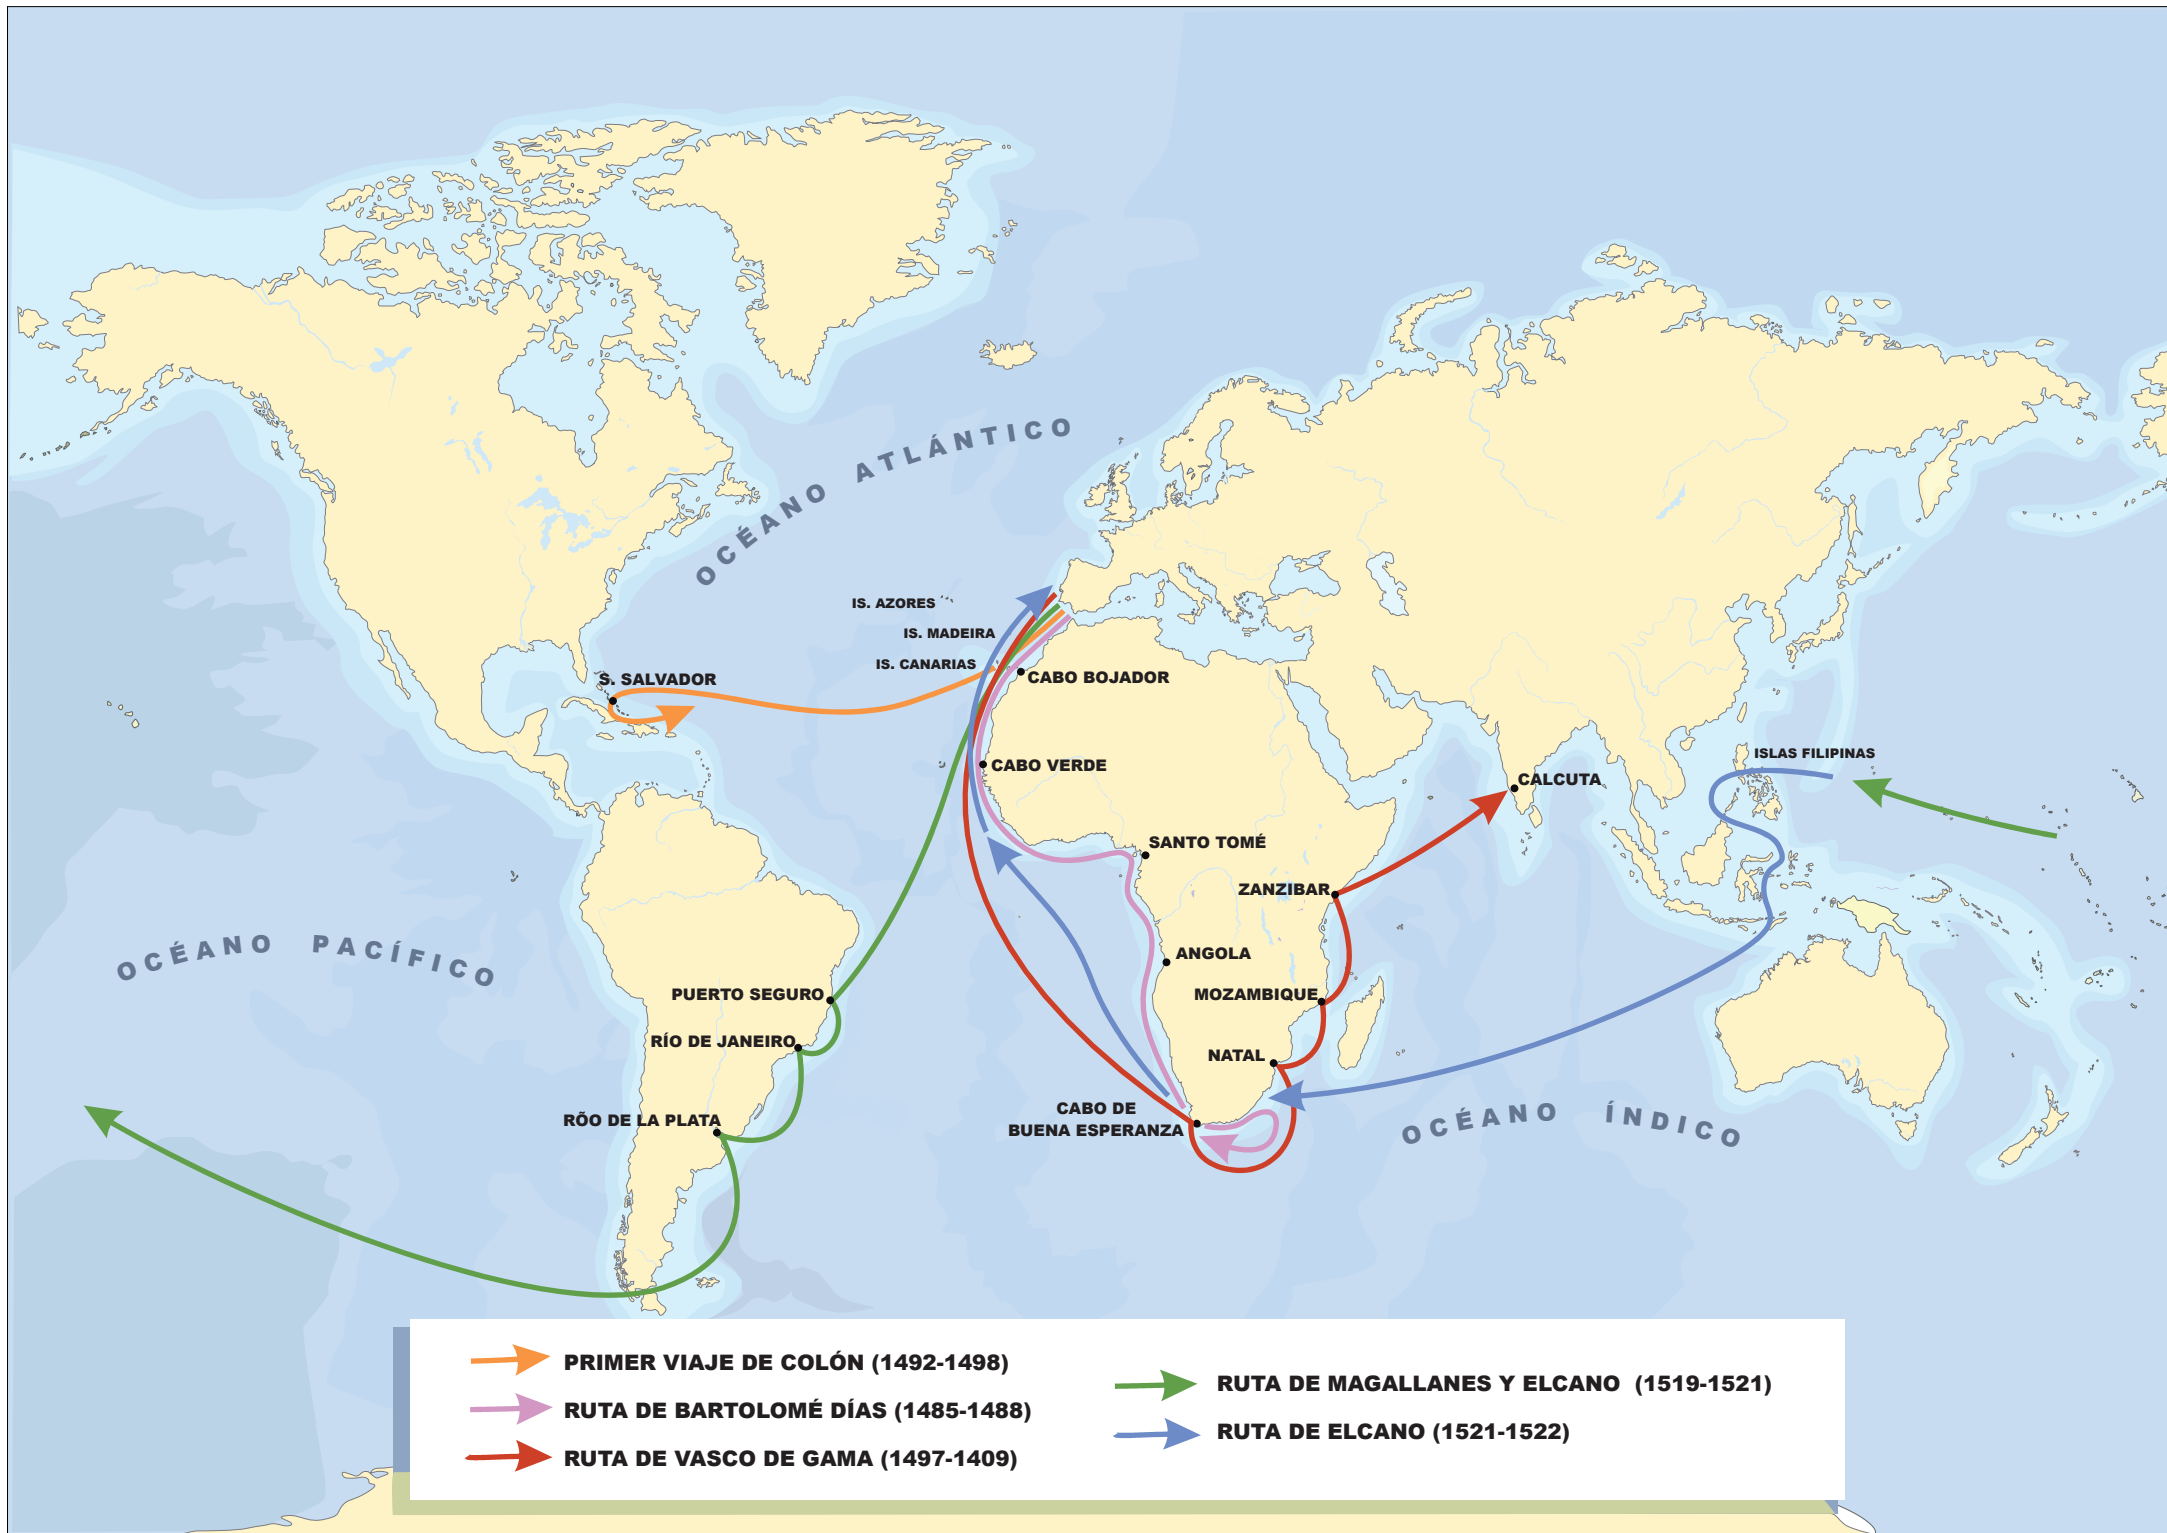 OCÉANO ATLÁNTICO
IS. AZORES
IS. MADEIRA
IS. CANARIAS
S. SALVADOR
CABO BOJADOR
CABO VERDE
ISLAS FILIPINAS
CALCUTA
SANTO TOMÉ
ZANZIBAR
OCÉANO PACÍFICO
ANGOLA
PUERTO SEGURO
MOZAMBIQUE
RÍO DE JANEIRO
NATAL
RÕO DE LA PLATA
CABO DE
BUENA ESPERANZA
OCÉANO ÍNDICO
PRIMER VIAJE DE COLÓN (1492-1498)
RUTA DE BARTOLOMÉ DÍAS (1485-1488)
RUTA DE VASCO DE GAMA (1497-1409)
RUTA DE MAGALLANES Y ELCANO (1519-1521)
RUTA DE ELCANO (1521-1522)